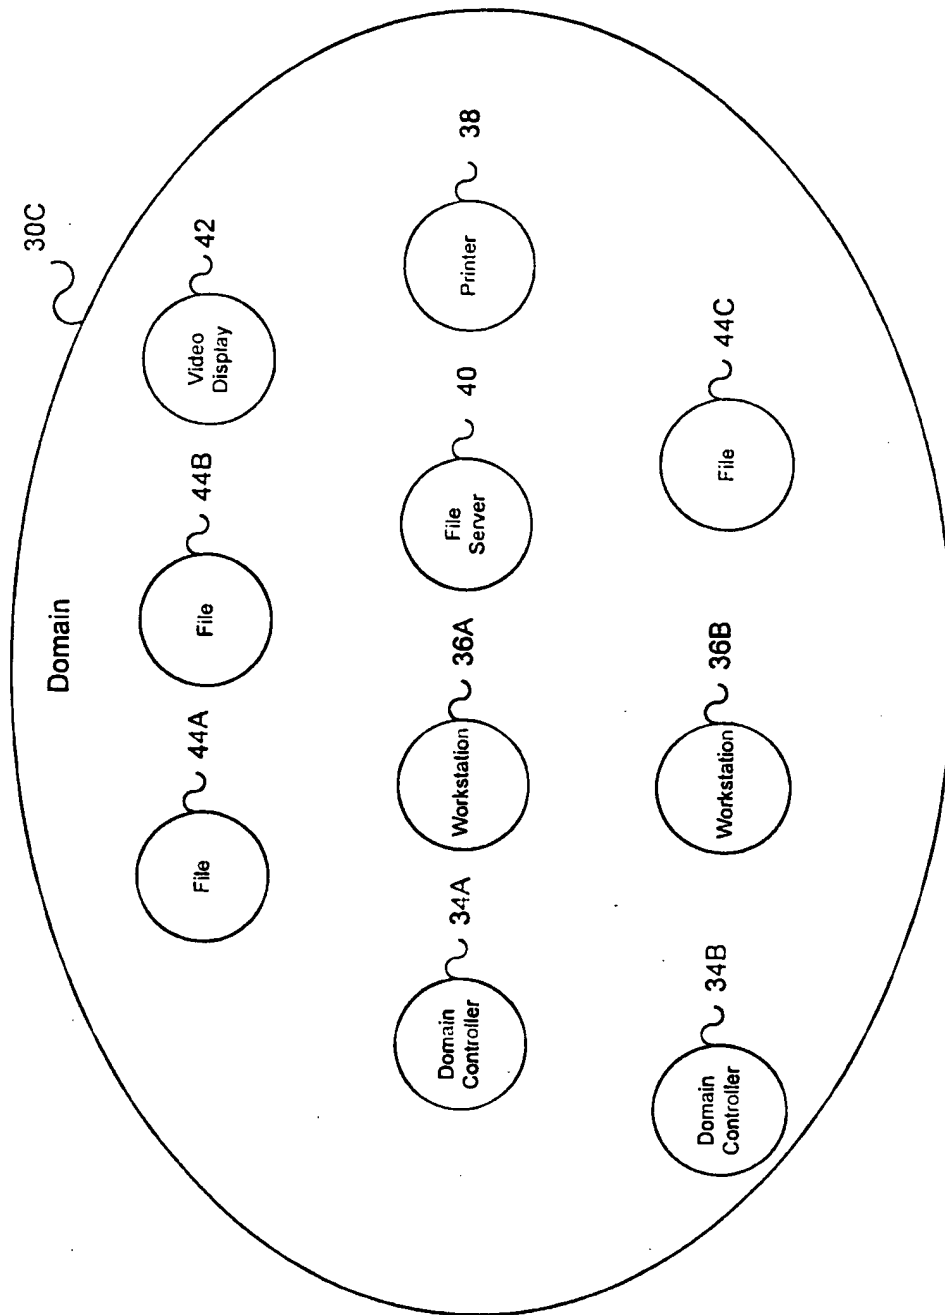 30C
Domain
File
44A
File
44B
Video
Display
42
Domain
Controller
34A
Workstation
36A
File
Server
40
Printer
38
Domain
Controller
34B
Workstation
36B
File
44C